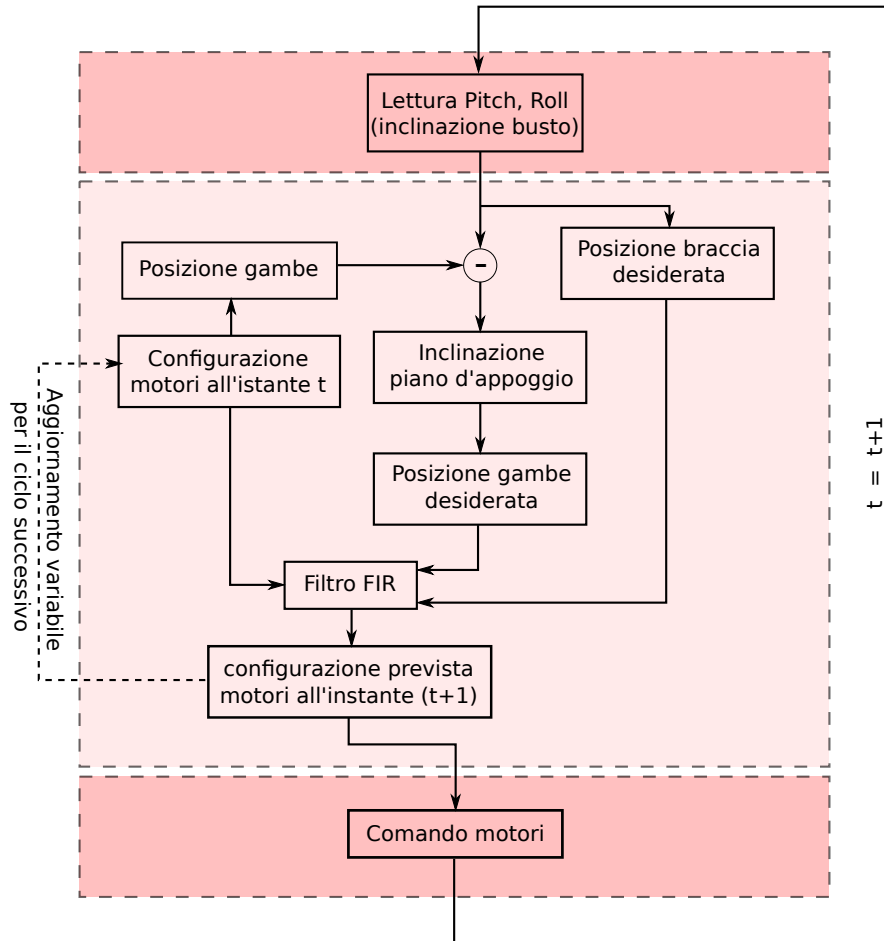 Lettura Pitch, Roll
(inclinazione busto)
Posizione gambe
-
Posizione braccia
desiderata
Configurazione
motori all'istante t
Inclinazione
piano d'appoggio
Aggiornamento variabile
per il ciclo successivo
t = t+1
Posizione gambe
desiderata
Filtro FIR
configurazione prevista
motori all'instante (t+1)
Comando motori